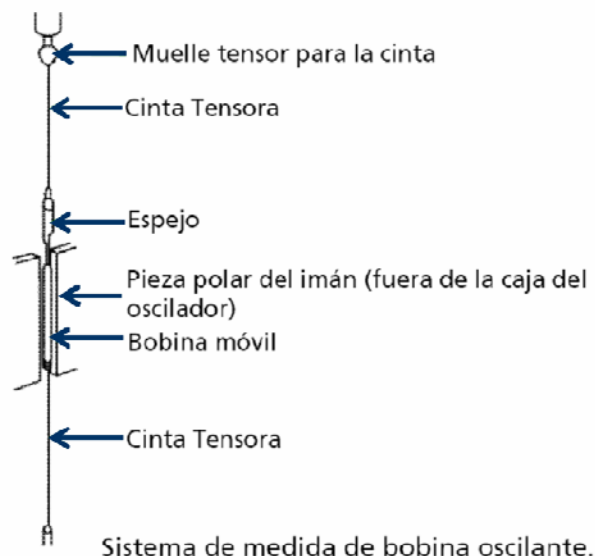 Muelle tensor para la cinta
Cinta Tensora
Espejo
Pieza polar del imán (fuera de la caja del
oscilador)
Bobina móvil
Cinta Tensora
Sistema de medida de bobina oscilante.